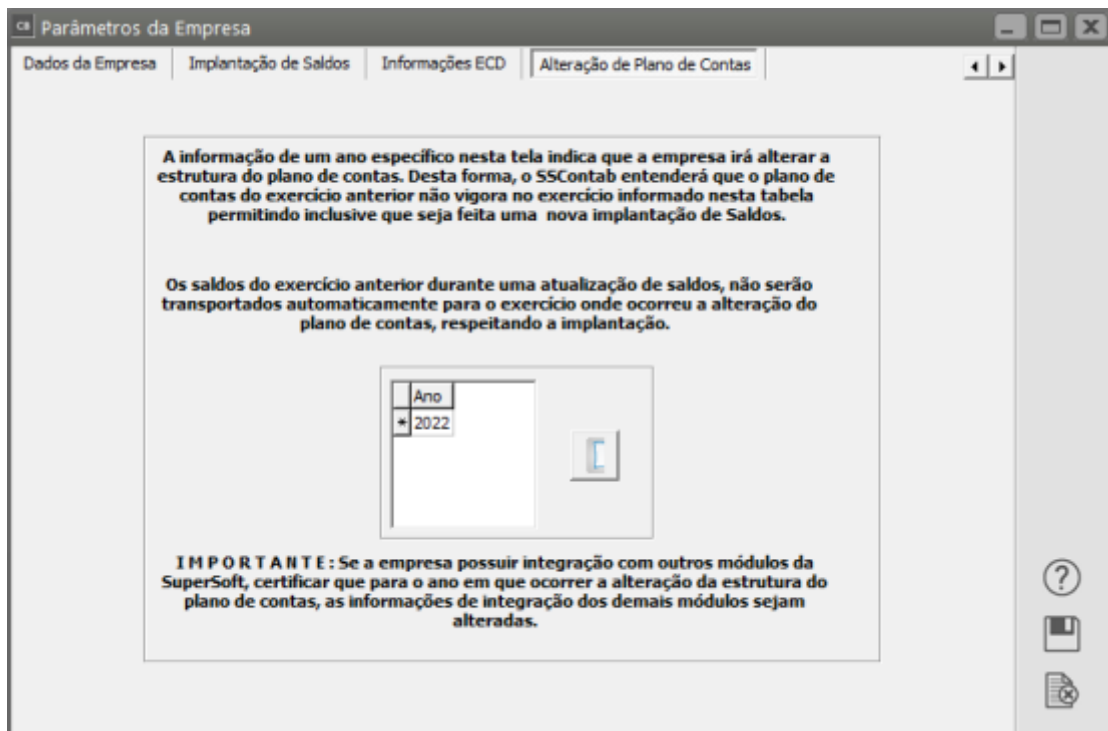 CB Parâmetros da Empresa
Dados da Empresa Implantação de Saldos Informações ECD Alteração de Plano de Contas
A informação de um ano específico nesta tela indica que a empresa irá alterar a
estrutura do plano de contas. Desta forma, o SSContab entenderá que o plano de
contas do exercício anterior não vigora no exercício informado nesta tabela
permitindo inclusive que seja feita uma nova implantação de Saldos.
Os saldos do exercício anterior durante uma atualização de saldos, não serão
transportados automaticamente para o exercício onde ocorreu a alteração do
plano de contas, respeitando a implantação.
Ano
* 2022
I M P O R T A N T E : Se a empresa possuir integração com outros módulos da
SuperSoft, certificar que para o ano em que ocorrer a alteração da estrutura do
plano de contas, as informações de integração dos demais módulos sejam
alteradas.